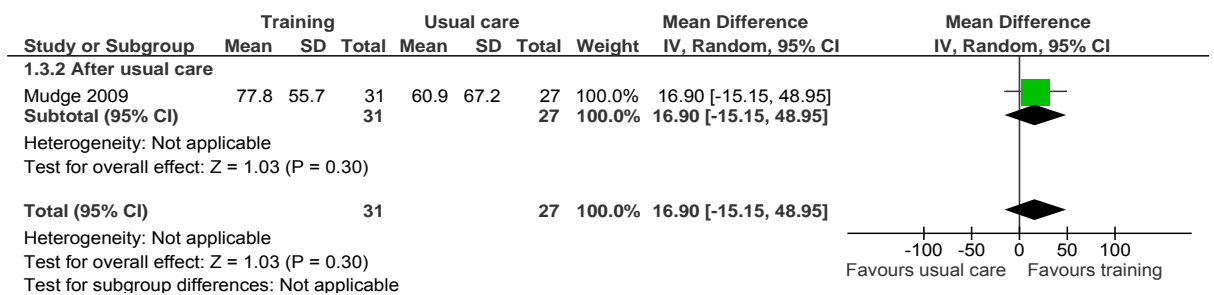 Training Usual care Mean Difference Mean Difference
Study or Subgroup Mean SD Total Mean SD Total Weight IV, Random, 95% CI IV, Random, 95% CI
1.3.2 After usual care
Mudge 2009 77.8 55.7 31 60.9 67.2 27 100.0% 16.90 [-15.15, 48.95]
Subtotal (95% CI) 31 27 100.0% 16.90 [-15.15, 48.95]
Heterogeneity: Not applicable
Test for overall effect: Z = 1.03 (P = 0.30)
Total (95% CI) 31 27 100.0% 16.90 [-15.15, 48.95]
Heterogeneity: Not applicable
Test for overall effect: Z = 1.03 (P = 0.30)
Test for subgroup differences: Not applicable
-100 -50 0 50 100
Favours usual care Favours training